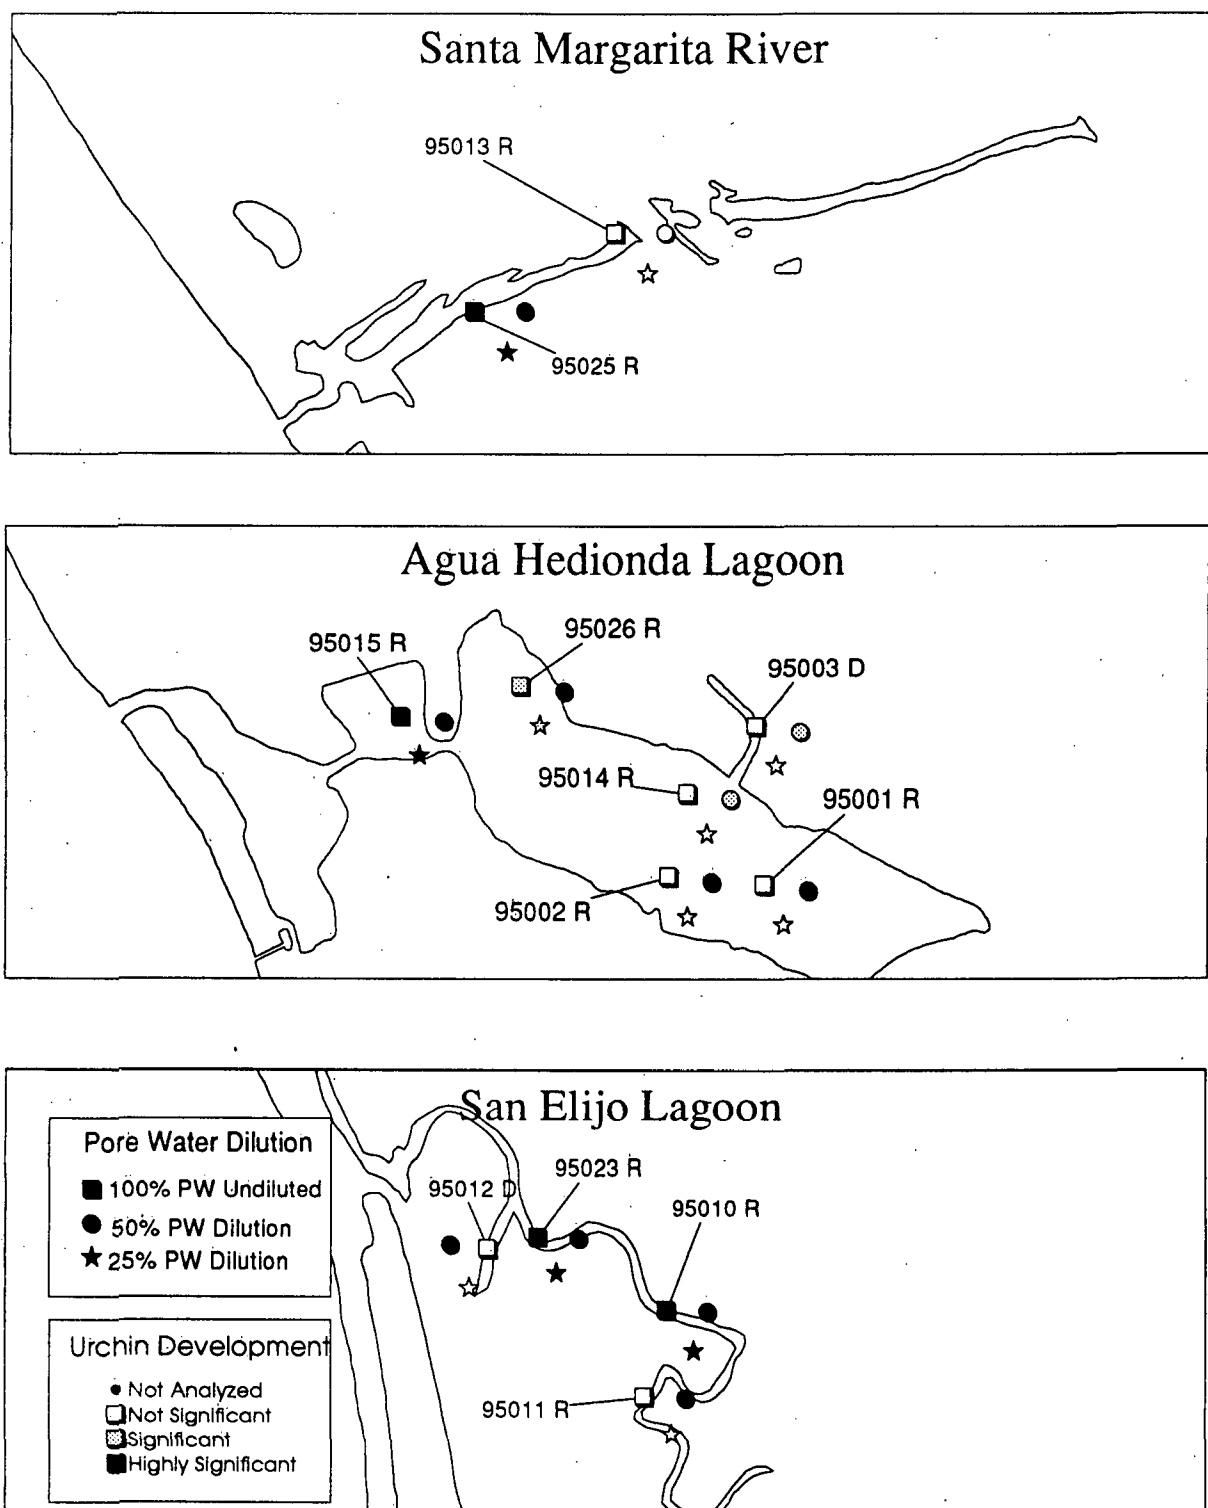 Santa Margarita River
95013 R
95025 R
Agua Hedionda Lagoon
95015 R
95026 R
95003 D
95014 R
95001 R
95002 R
San Elijo Lagoon
Pore Water Dilution
100% PW Undiluted
50% PW Dilution
25% PW Dilution
95012 D
95023 R
95010 R
95011 R
Urchin Development
Not Analyzed
Not Significant
Significant
Highly Significant